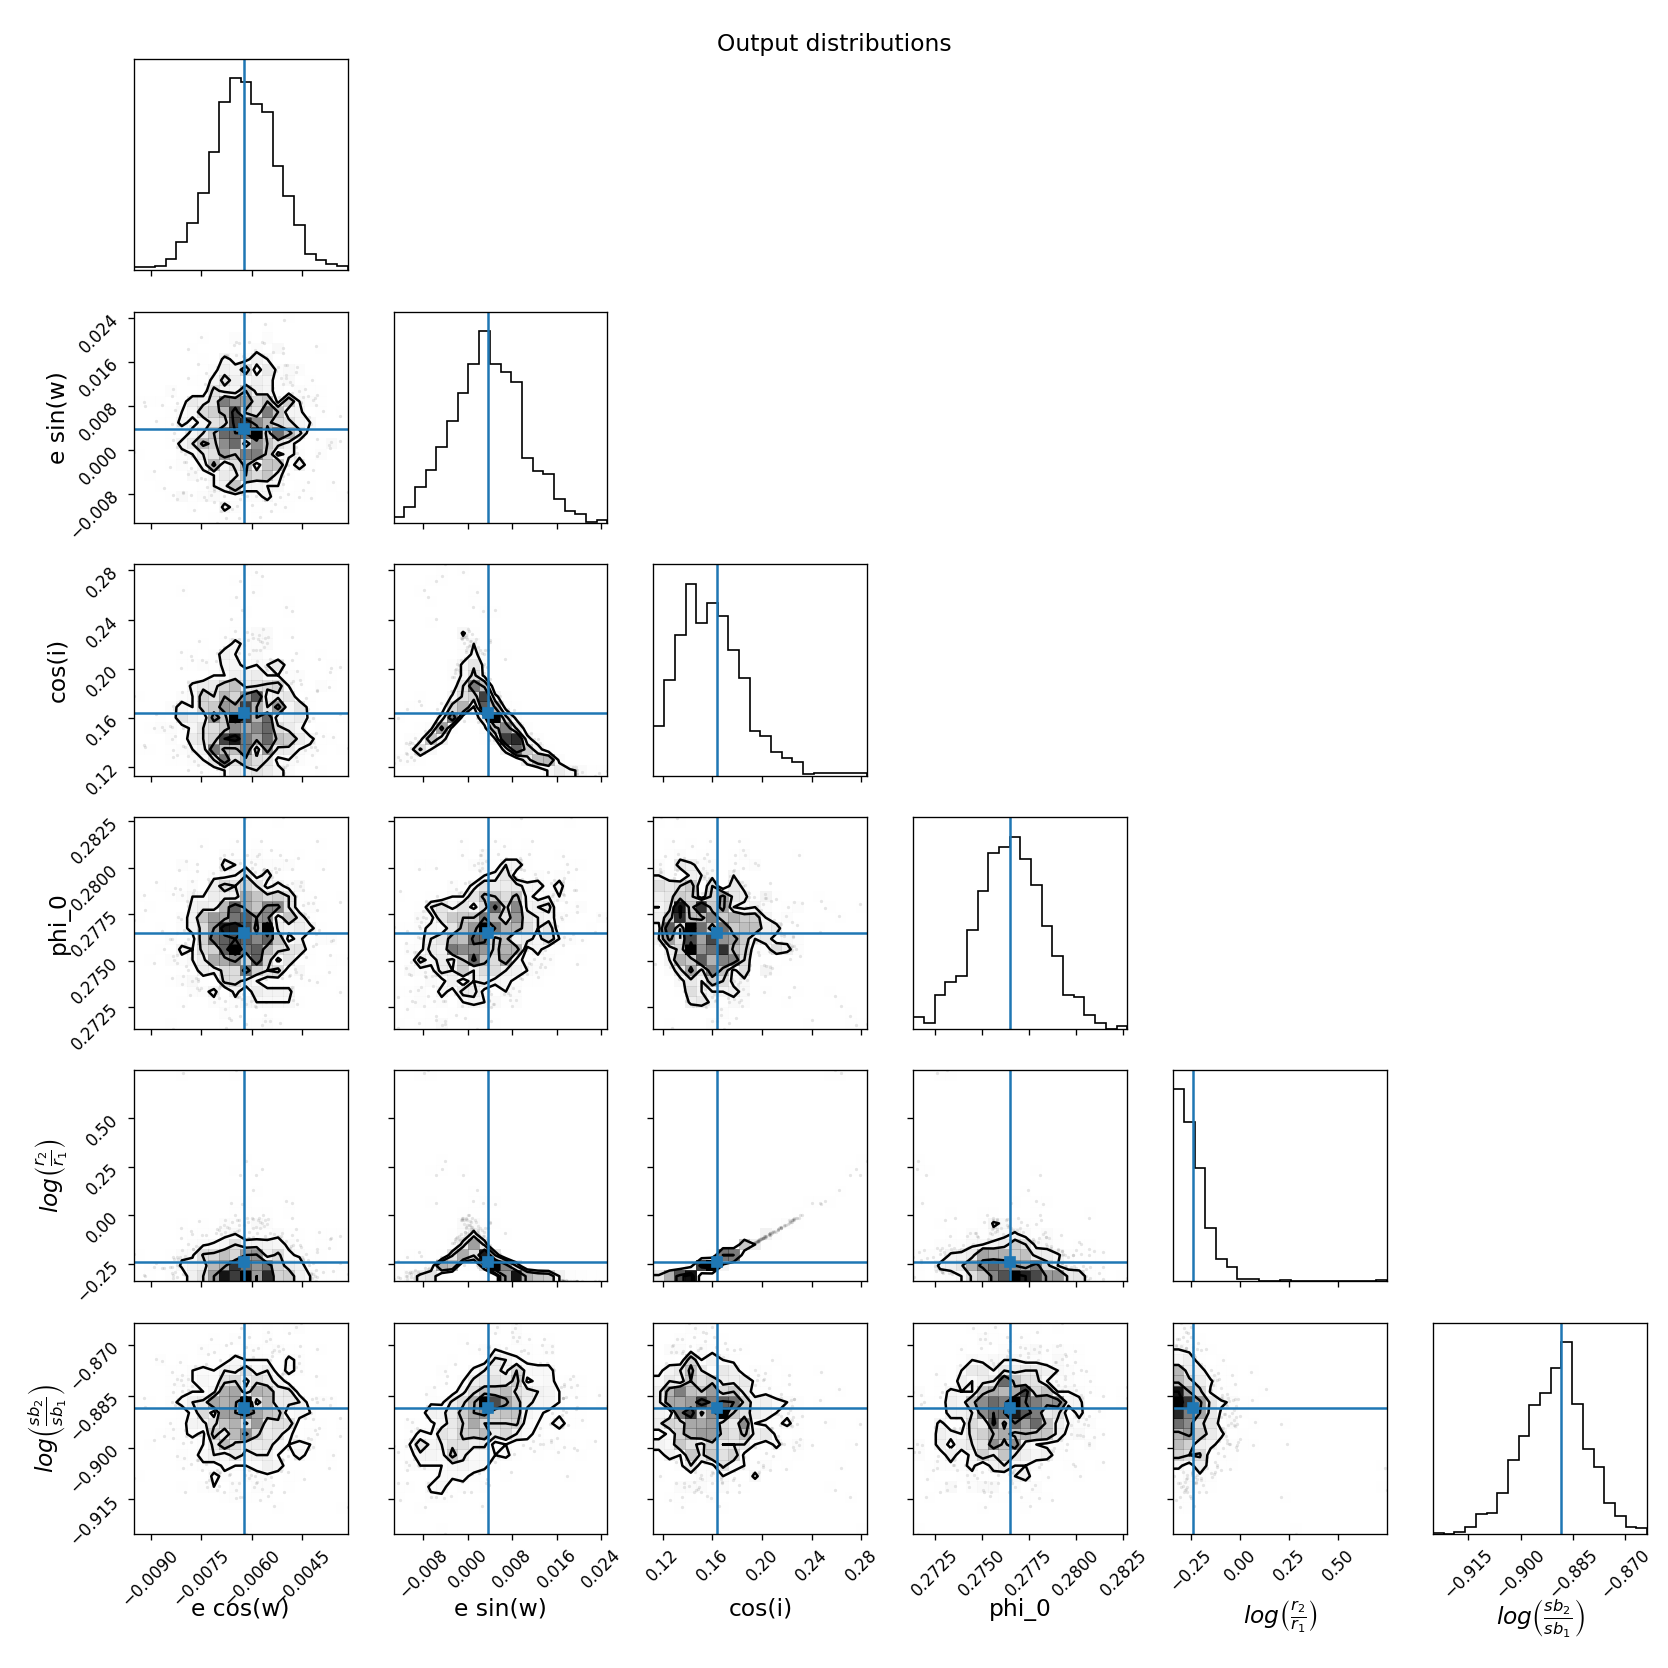 Output distributions
0.024
0.016
0.008
0.000
−0.008
e sin(w)
0.28
0.24
0.20
0.16
0.12
cos(i)
0.2825
0.2800
0.2775
0.2750
0.2725
phi_0
0.50
0.25
0.00
−0.25
log(r₂/r₁)
−0.870
−0.885
−0.900
−0.915
log(sb₂/sb₁)
−0.0090 −0.0075 −0.0060 −0.0045
−0.008 0.000 0.008 0.016 0.024
0.12 0.16 0.20 0.24 0.28
0.2725 0.2750 0.2775 0.2800 0.2825
−0.25 0.00 0.25 0.50
−0.915 −0.900 −0.885 −0.870
e cos(w) e sin(w) cos(i) phi_0 log(r₂/r₁) log(sb₂/sb₁)